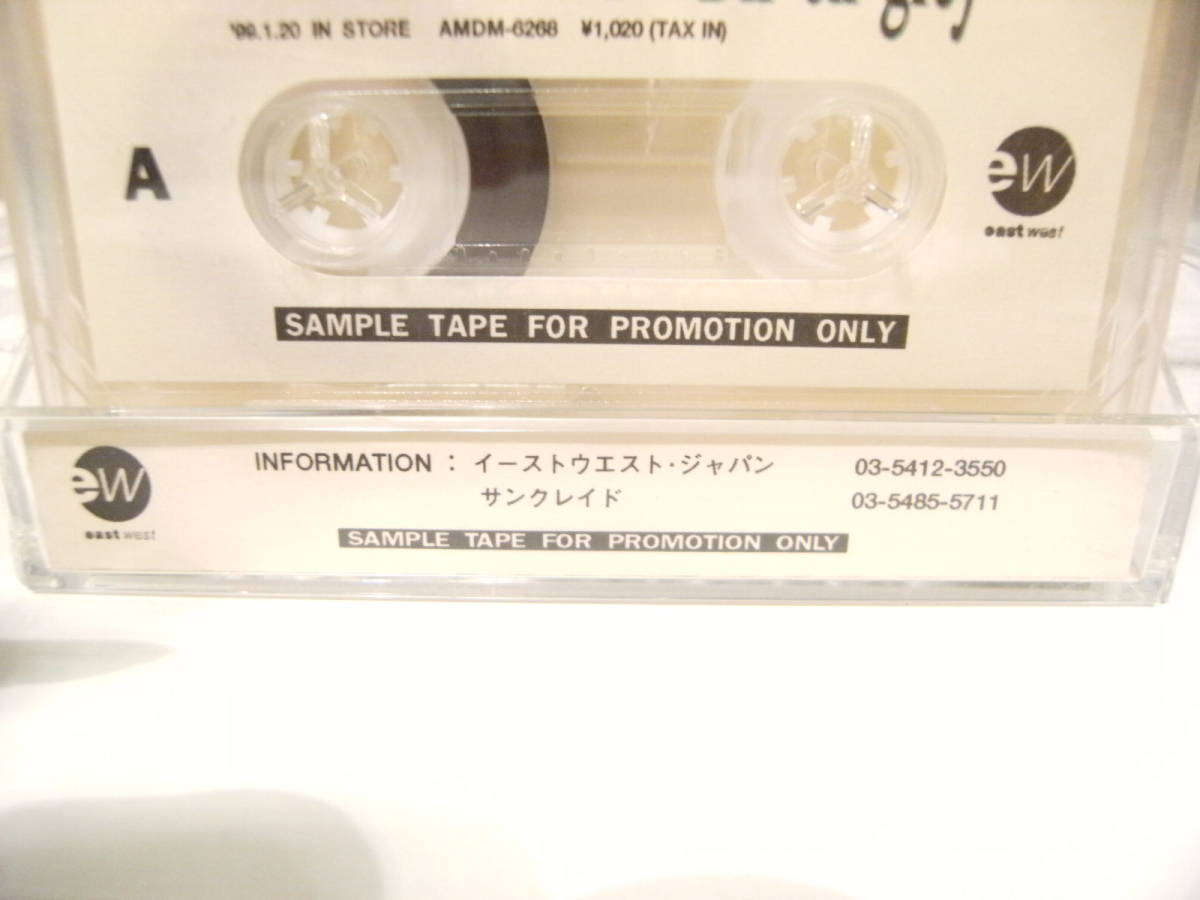 '99.1.20 IN STORE AMDM-6268 ¥1,020 (TAX IN)
A
ew
east west
SAMPLE TAPE FOR PROMOTION ONLY
ew
east west
INFORMATION : イーストウエスト・ジャパン 03-5412-3550
サンクレイド 03-5485-5711
SAMPLE TAPE FOR PROMOTION ONLY